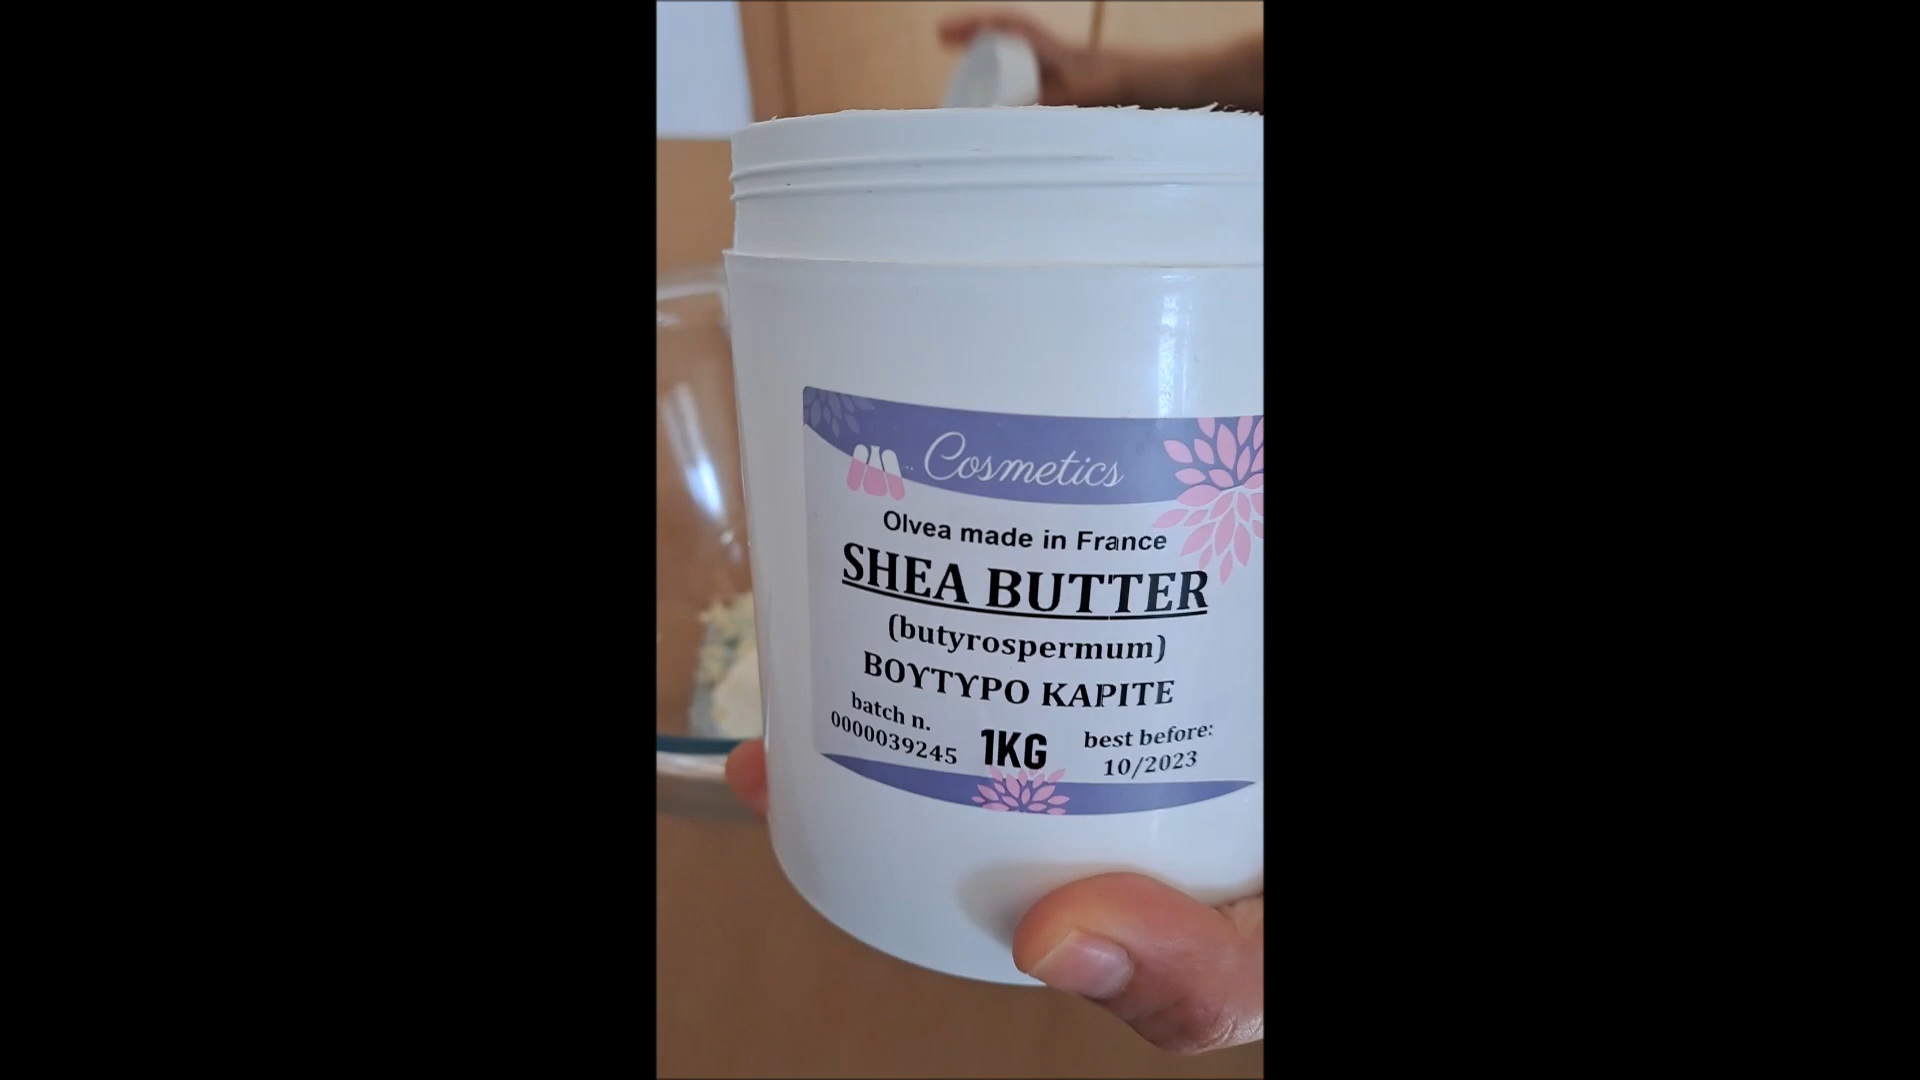 Cosmetics
Olvea made in France
SHEA BUTTER
(butyrospermum)
ΒΟΥΤΥΡΟ ΚΑΡΙΤΕ
batch n.
0000039245
1KG
best before:
10/2023